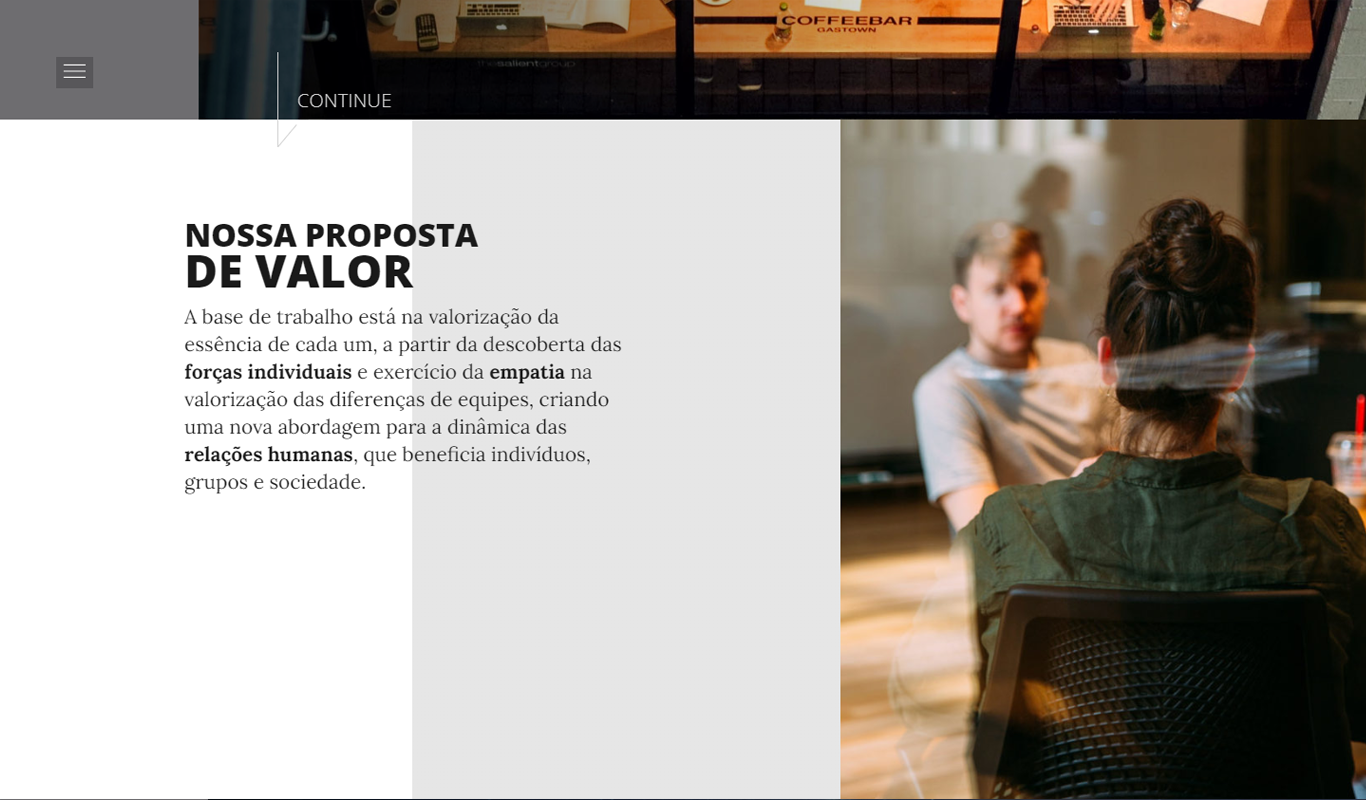 COFFEEBAR
GASTOWN
thesalientgroup
CONTINUE
NOSSA PROPOSTA
DE VALOR
A base de trabalho está na valorização da
essência de cada um, a partir da descoberta das
forças individuais e exercício da empatia na
valorização das diferenças de equipes, criando
uma nova abordagem para a dinâmica das
relações humanas, que beneficia indivíduos,
grupos e sociedade.